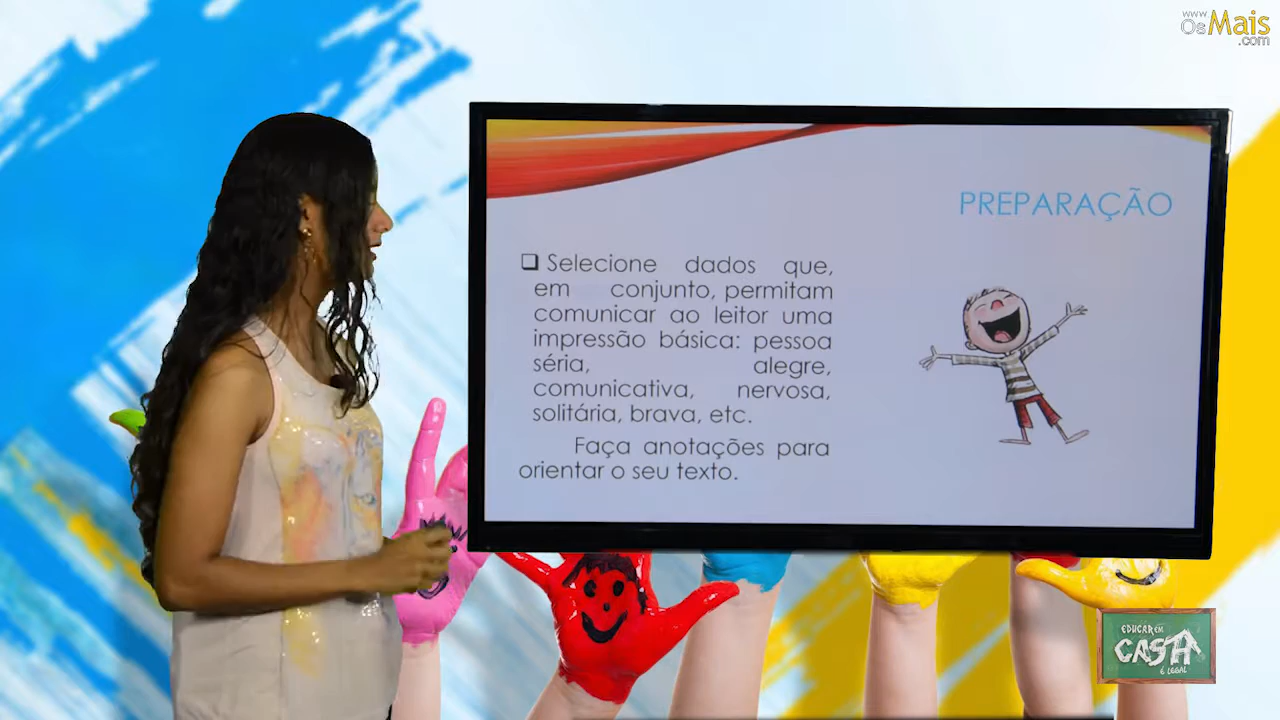 www
OsMais
.com
PREPARAÇÃO
❑ Selecione dados que,
em conjunto, permitam
comunicar ao leitor uma
impressão básica: pessoa
séria, alegre,
comunicativa, nervosa,
solitária, brava, etc.
Faça anotações para
orientar o seu texto.
EDUCAR EM
CASA
É LEGAL